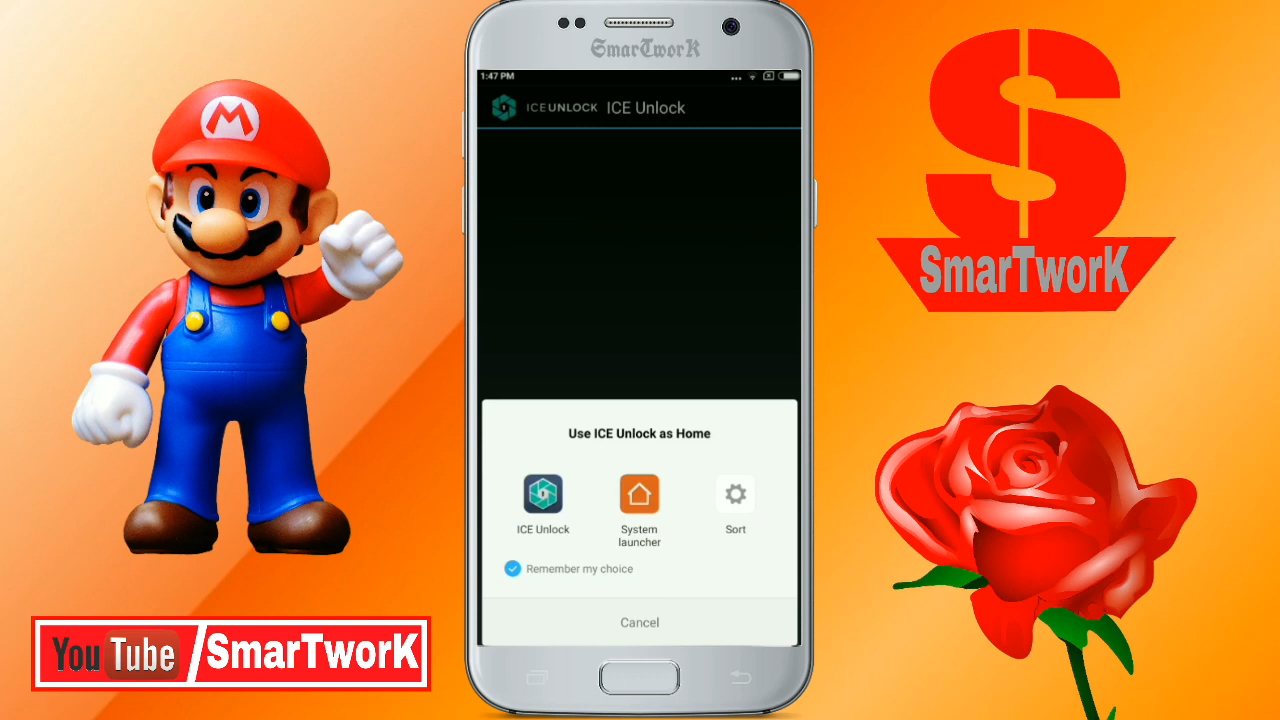 SmarTworK
1:47 PM
ICEUNLOCK ICE Unlock
M
S
SmarTworK
Use ICE Unlock as Home
ICE Unlock
System
launcher
Sort
Remember my choice
Cancel
YouTube/SmarTworK